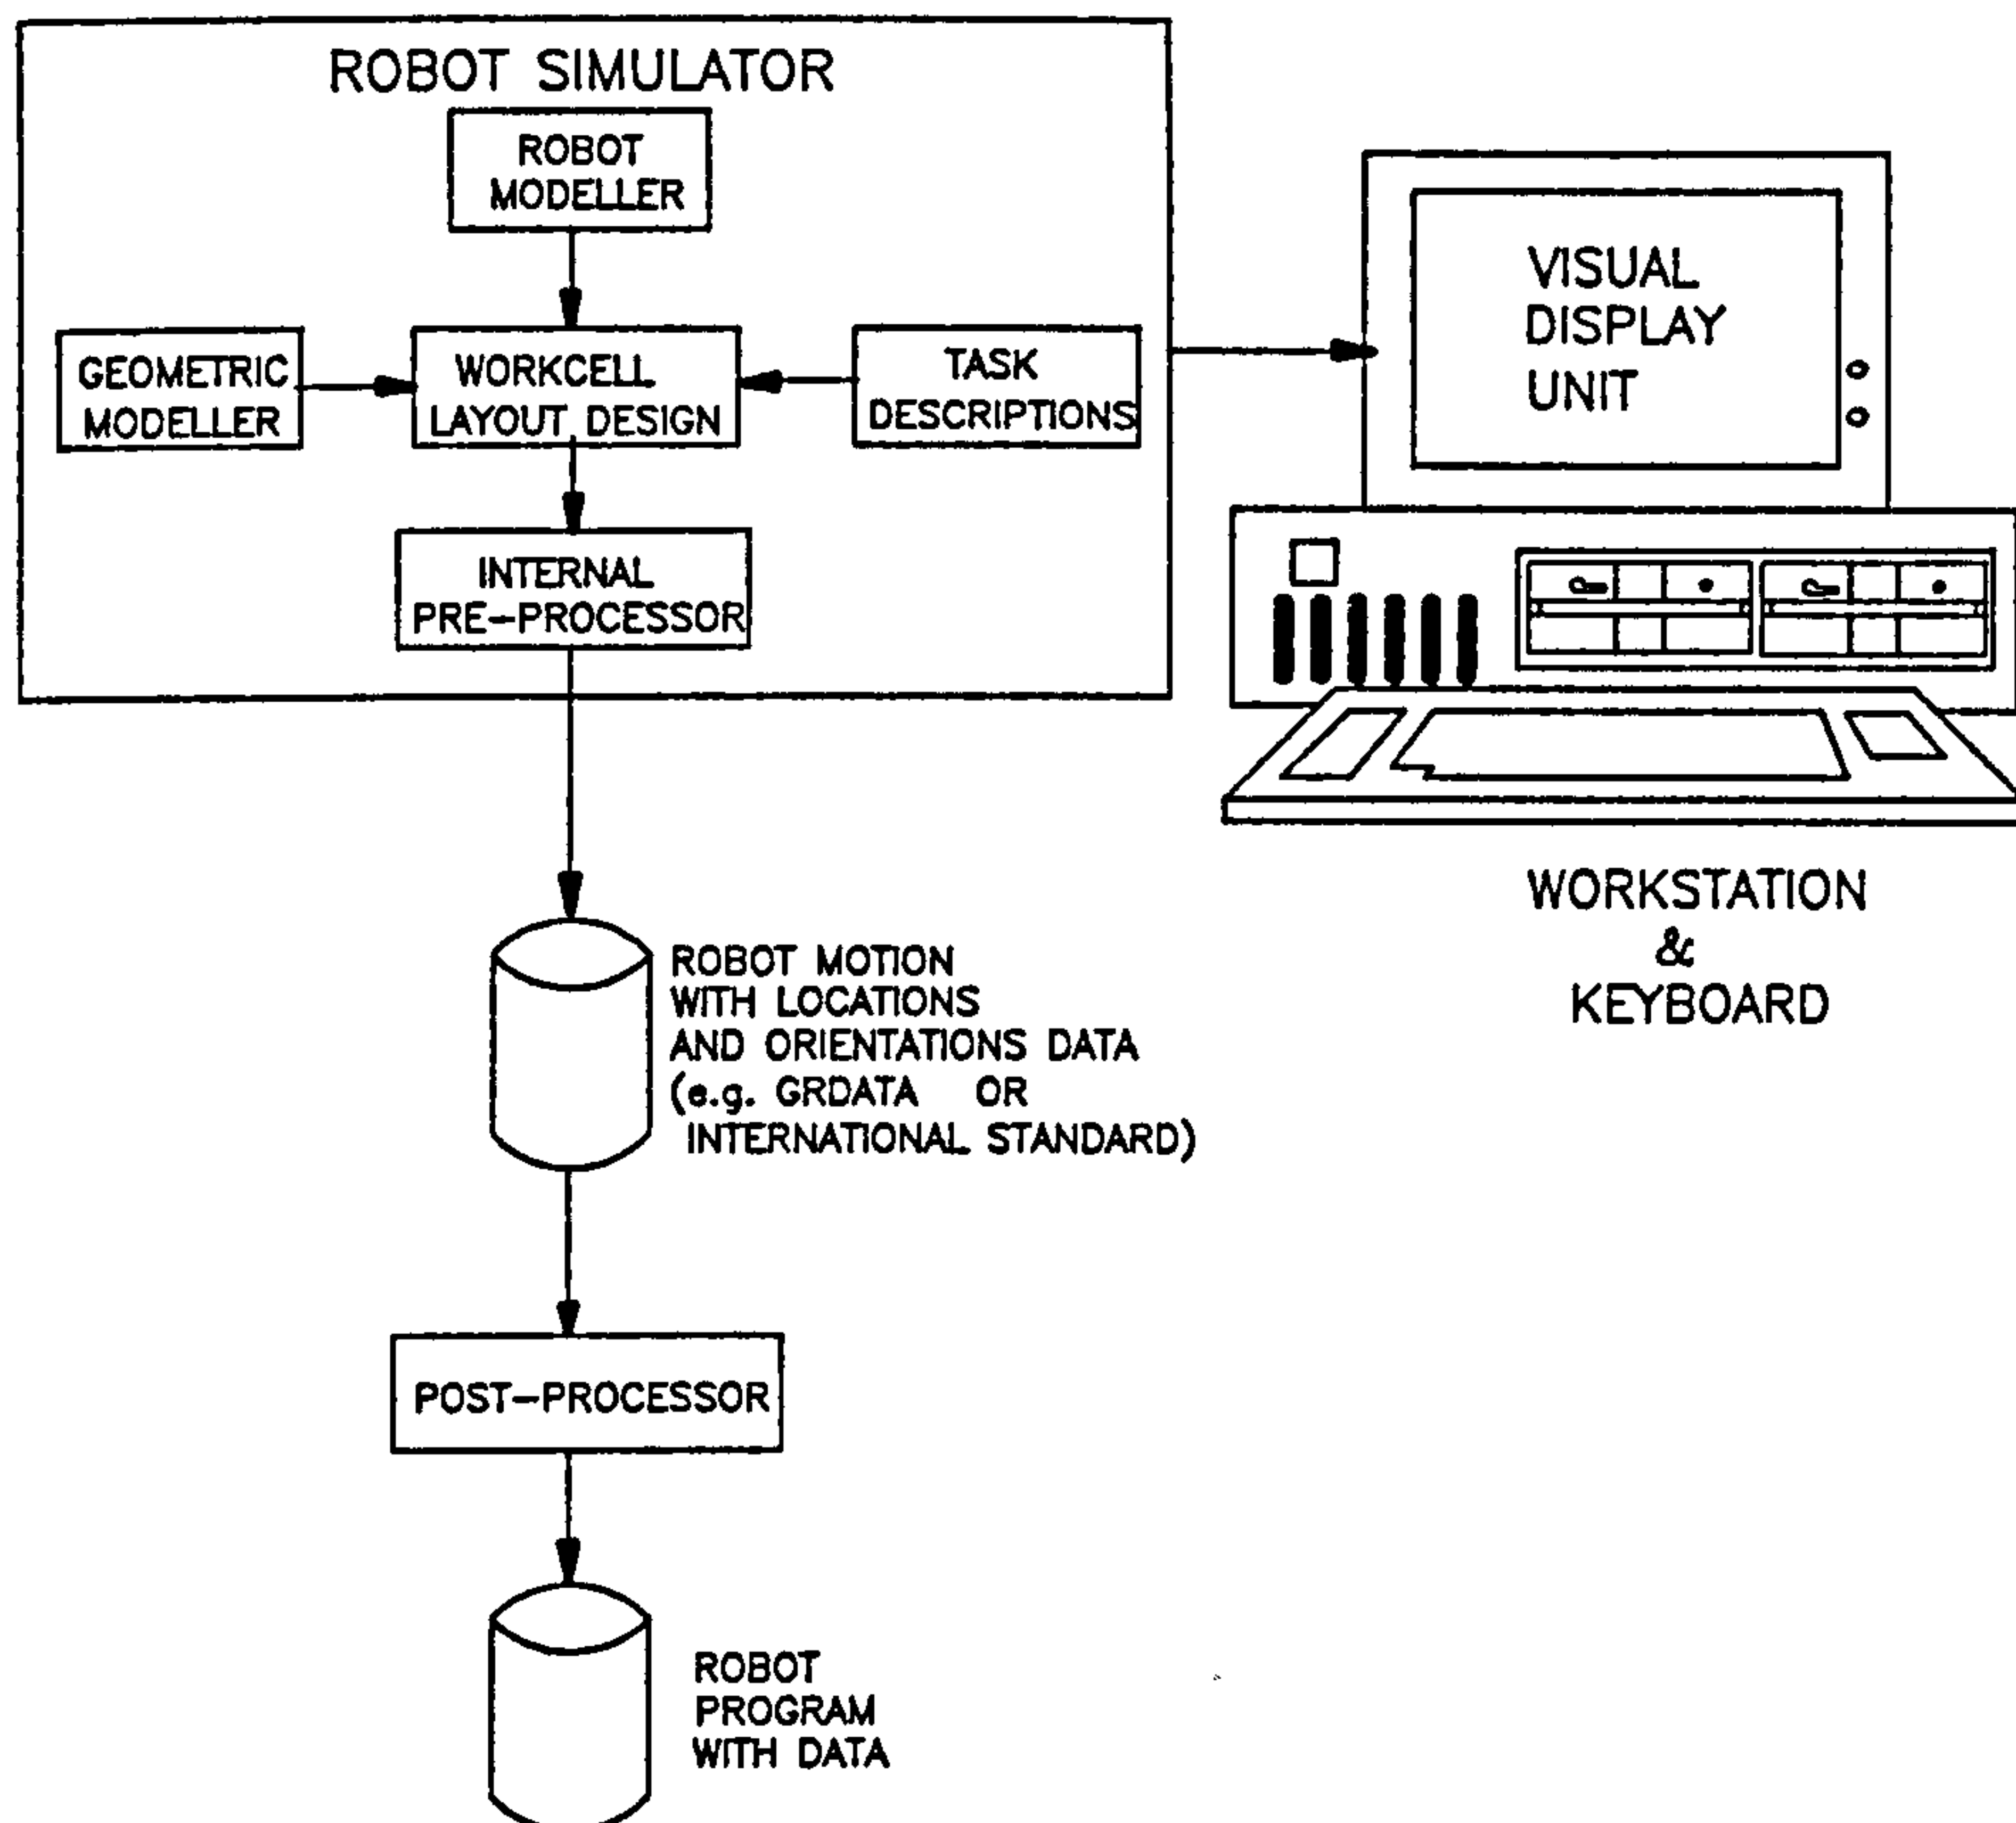 ROBOT SIMULATOR
ROBOT
MODELLER
GEOMETRIC
MODELLER
WORKCELL
LAYOUT DESIGN
TASK
DESCRIPTIONS
INTERNAL
PRE-PROCESSOR
VISUAL
DISPLAY
UNIT
WORKSTATION
&
KEYBOARD
ROBOT MOTION
WITH LOCATIONS
AND ORIENTATIONS DATA
(e.g. GRDATA OR
INTERNATIONAL STANDARD)
POST-PROCESSOR
ROBOT
PROGRAM
WITH DATA